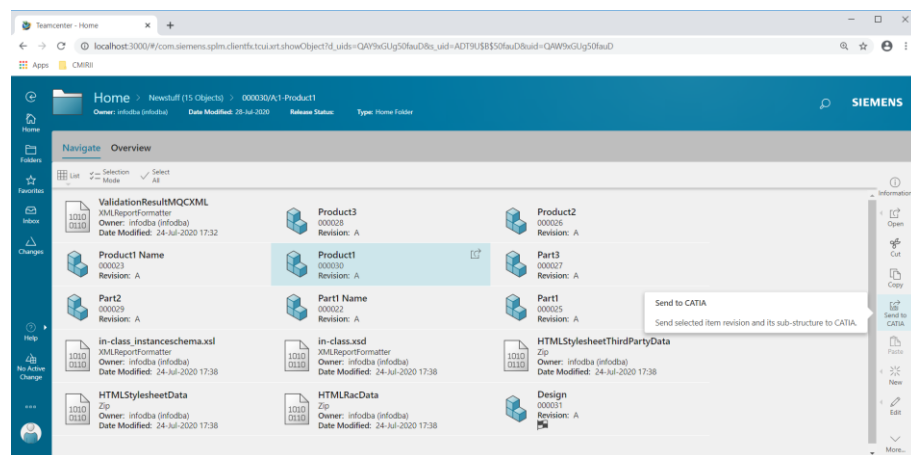 Teamcenter - Home
localhost:3000/#/com.siemens.splm.clientfx.tcui.xrt.showObject?d_uids=QAY9xGUg50fauD&s_uid=ADT9U$B$50fauD&uid=QAW9xGUg50fauD
Apps CMIRII
Home > Newstuff (15 Objects) > 000030/A;1-Product1
Owner: infodba (infodba) Date Modified: 28-Jul-2020 Release Status: Type: Home Folder
SIEMENS
Home
Folders
Favorites
Inbox
Changes
Help
No Active
Change
Navigate Overview
List Selection Mode Select All
ValidationResultMQCXML
XMLReportFormatter
Owner: infodba (infodba)
Date Modified: 24-Jul-2020 17:32
Product3
000028
Revision: A
Product2
000026
Revision: A
Product1 Name
000023
Revision: A
Product1
000030
Revision: A
Part3
000027
Revision: A
Part2
000029
Revision: A
Part1 Name
000022
Revision: A
Part1
000025
Revision: A
in-class_instanceschema.xsl
XMLReportFormatter
Owner: infodba (infodba)
Date Modified: 24-Jul-2020 17:38
in-class.xsd
XMLReportFormatter
Owner: infodba (infodba)
Date Modified: 24-Jul-2020 17:38
HTMLStylesheetThirdPartyData
Zip
Owner: infodba (infodba)
Date Modified: 24-Jul-2020 17:38
HTMLStylesheetData
Zip
Owner: infodba (infodba)
Date Modified: 24-Jul-2020 17:38
HTMLRacData
Zip
Owner: infodba (infodba)
Date Modified: 24-Jul-2020 17:38
Design
000031
Revision: A
Send to CATIA
Send selected item revision and its sub-structure to CATIA.
Information
Open
Cut
Copy
Send to
CATIA
Paste
New
Edit
More...